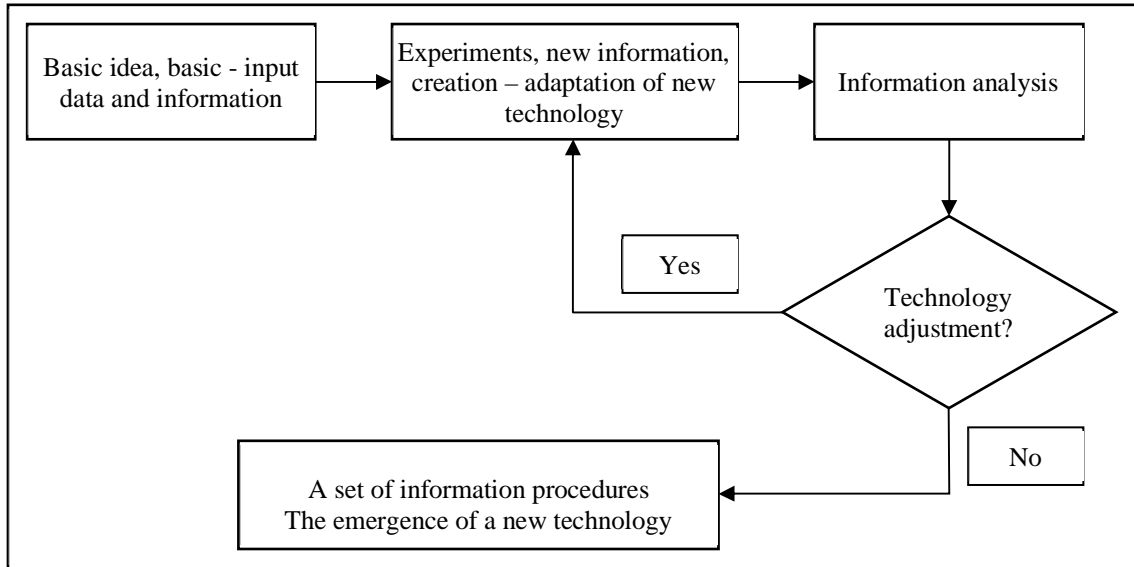 Basic idea, basic - input
data and information
Experiments, new information,
creation – adaptation of new
technology
Information analysis
Yes
Technology
adjustment?
No
A set of information procedures
The emergence of a new technology